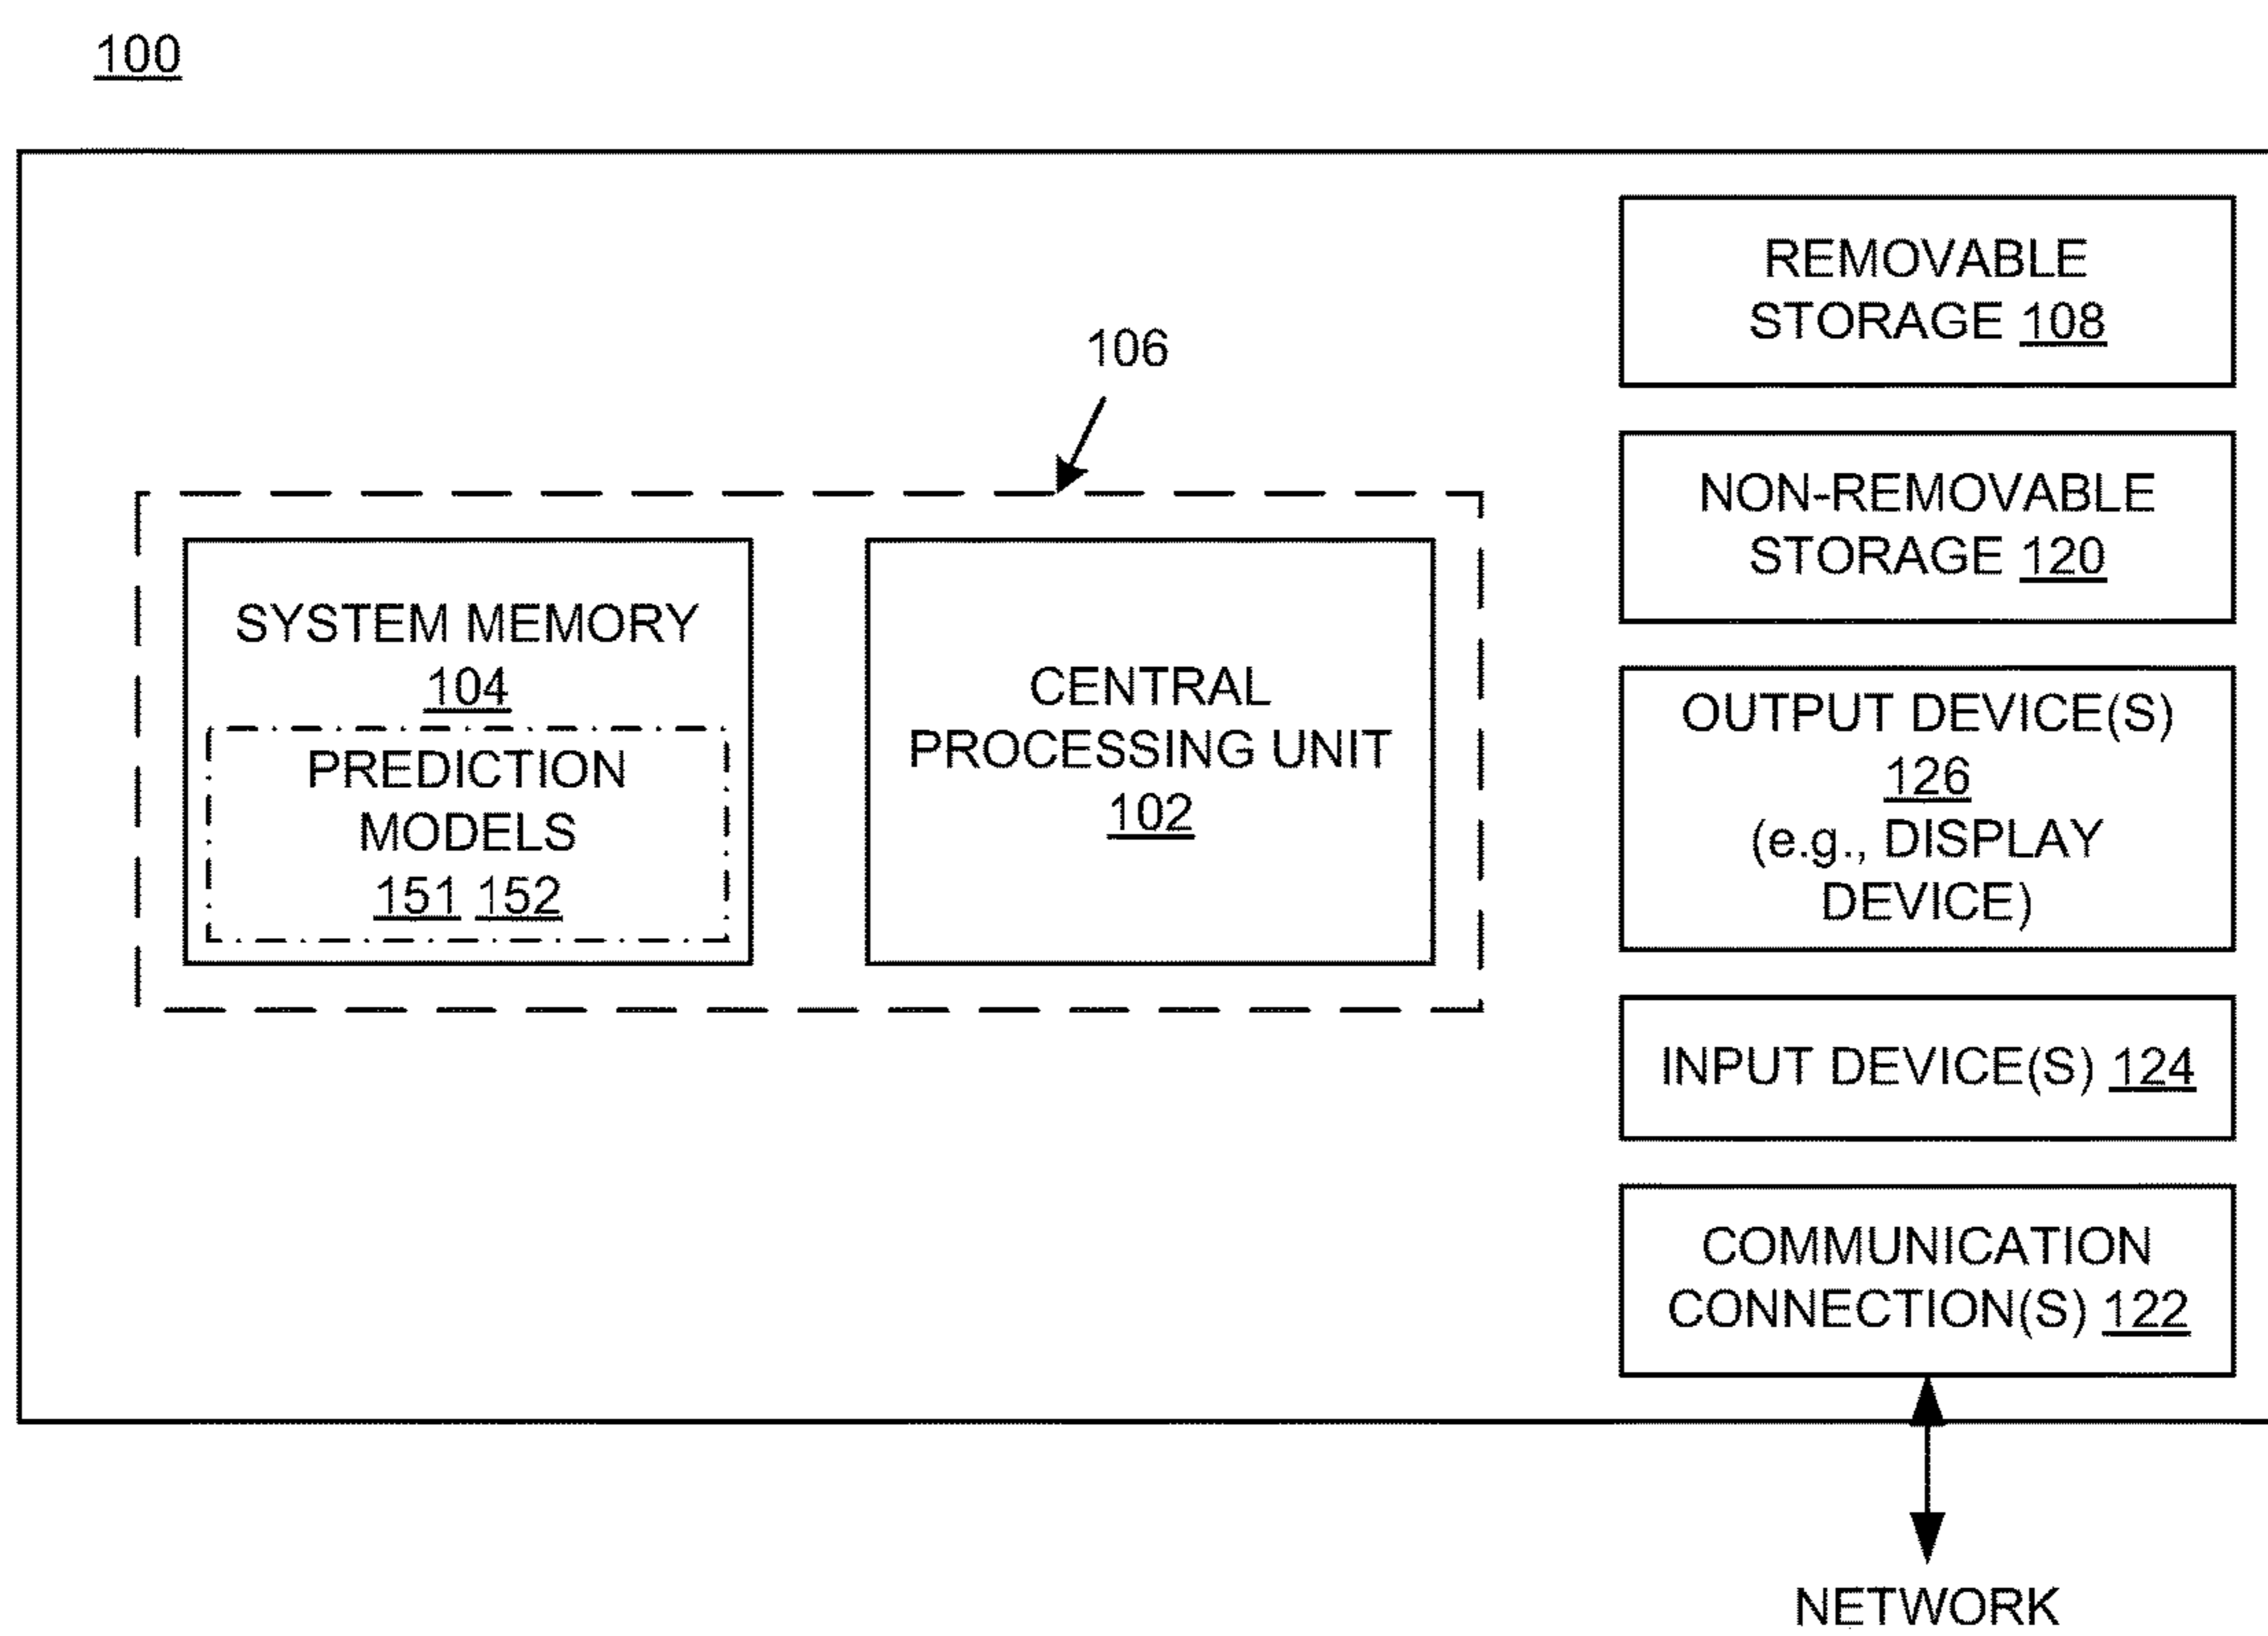 100
106
SYSTEM MEMORY
104
PREDICTION
MODELS
151 152
CENTRAL
PROCESSING UNIT
102
REMOVABLE
STORAGE 108
NON-REMOVABLE
STORAGE 120
OUTPUT DEVICE(S)
126
(e.g., DISPLAY
DEVICE)
INPUT DEVICE(S) 124
COMMUNICATION
CONNECTION(S) 122
NETWORK